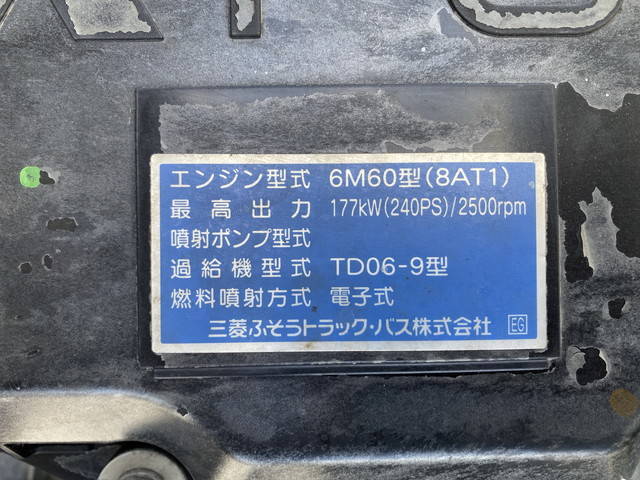 エンジン型式 6M60型(8AT1)
最高出力 177kW(240PS)/2500rpm
噴射ポンプ型式
過給機型式 TD06-9型
燃料噴射方式 電子式
三菱ふそうトラック・バス株式会社 EG